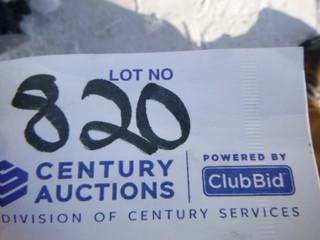 LOT NO
820
CENTURY AUCTIONS
POWERED BY
ClubBid
DIVISION OF CENTURY SERVICES